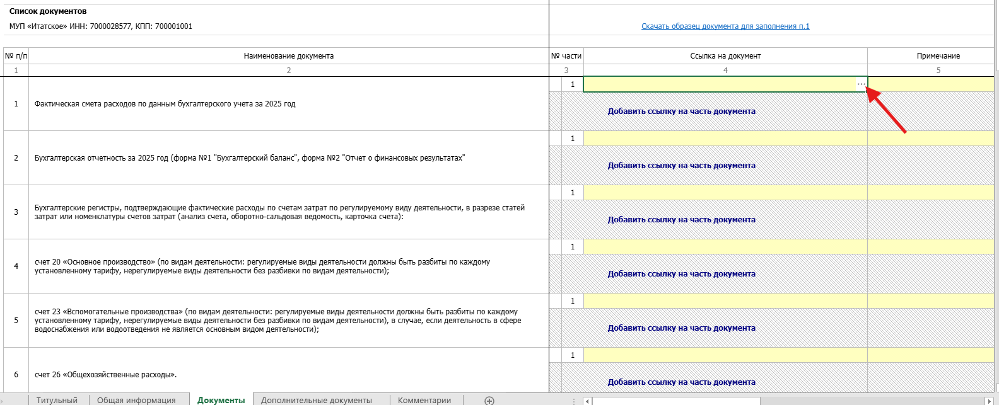 Список документов
МУП «Итатское» ИНН: 7000028577, КПП: 700001001
Скачать образец документа для заполнения п.1
№ п/п Наименование документа № части Ссылка на документ Примечание
1 2 3 4 5
1 ...
1 Фактическая смета расходов по данным бухгалтерского учета за 2025 год
Добавить ссылку на часть документа
1
2 Бухгалтерская отчетность за 2025 год (форма №1 "Бухгалтерский баланс", форма №2 "Отчет о финансовых результатах"
Добавить ссылку на часть документа
1
3 Бухгалтерские регистры, подтверждающие фактические расходы по счетам затрат по регулируемому виду деятельности, в разрезе статей
затрат или номенклатуры счетов затрат (анализ счета, оборотно-сальдовая ведомость, карточка счета):
Добавить ссылку на часть документа
1
4 счет 20 «Основное производство» (по видам деятельности: регулируемые виды деятельности должны быть разбиты по каждому
установленному тарифу, нерегулируемые виды деятельности без разбивки по видам деятельности);
Добавить ссылку на часть документа
1
5 счет 23 «Вспомогательные производства» (по видам деятельности: регулируемые виды деятельности должны быть разбиты по каждому
установленному тарифу, нерегулируемые виды деятельности без разбивки по видам деятельности), в случае, если деятельность в сфере
водоснабжения или водоотведения не является основным видом деятельности);
Добавить ссылку на часть документа
1
6 счет 26 «Общехозяйственные расходы».
Добавить ссылку на часть документа
Титульный Общая информация Документы Дополнительные документы Комментарии